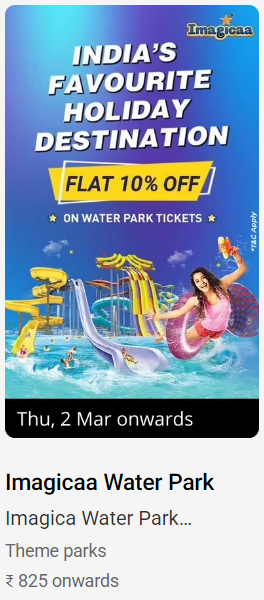 Imagicaa
INDIA'S
FAVOURITE
HOLIDAY
DESTINATION
FLAT 10% OFF
ON WATER PARK TICKETS
*T&C Apply
Thu, 2 Mar onwards
Imagicaa Water Park
Imagica Water Park...
Theme parks
₹ 825 onwards